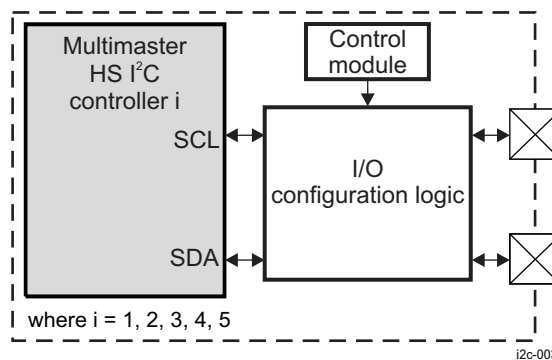 Multimaster
HS I²C
controller i
SCL
SDA
Control
module
I/O
configuration logic
where i = 1, 2, 3, 4, 5